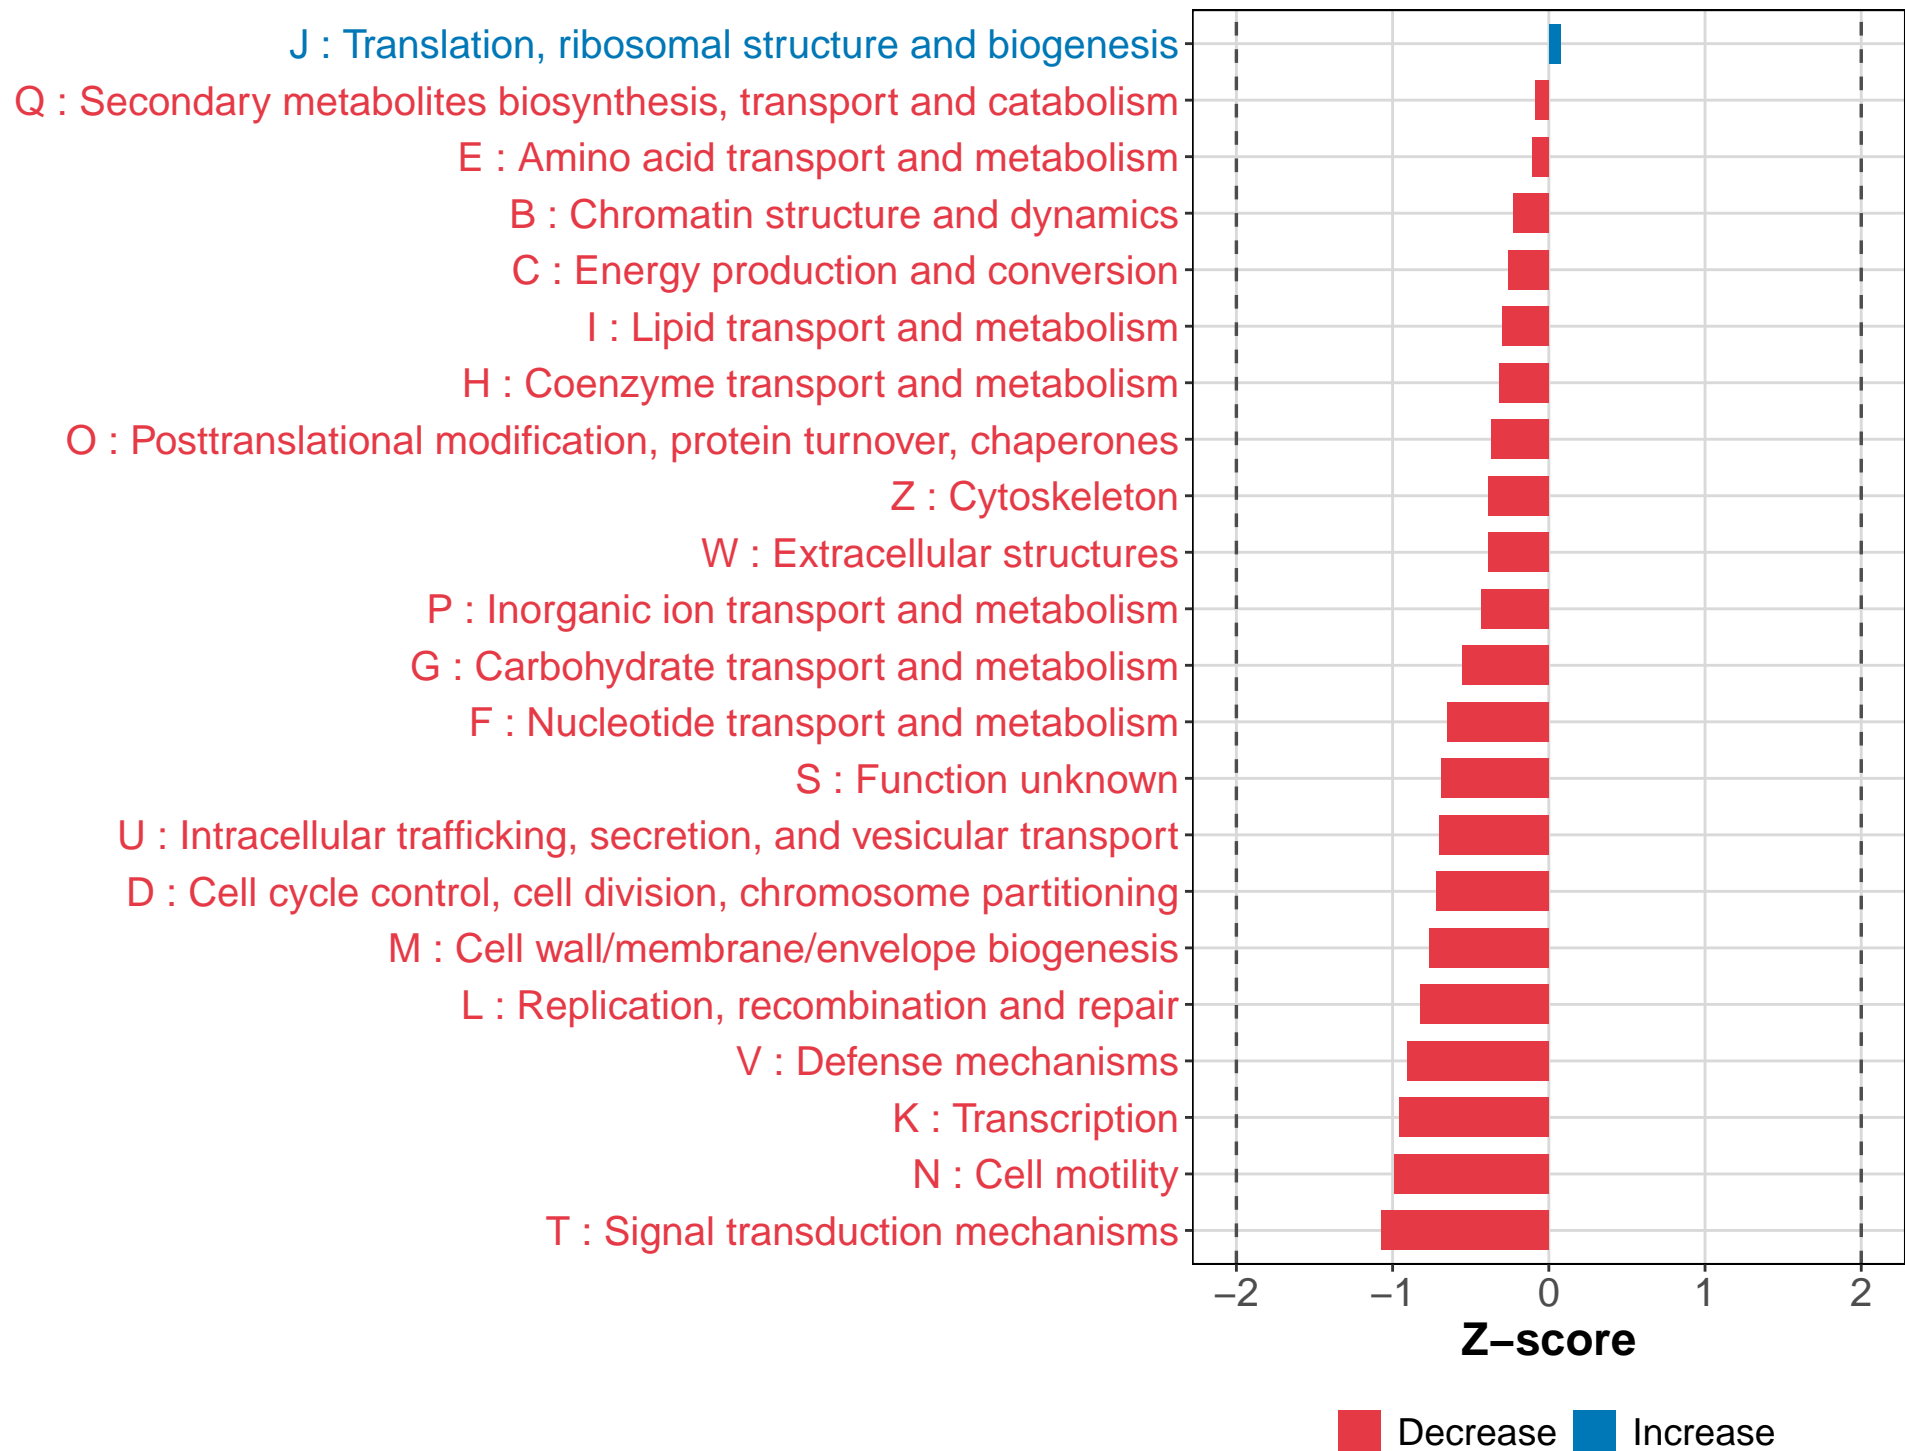 J : Translation, ribosomal structure and biogenesis
Q : Secondary metabolites biosynthesis, transport and catabolism
E : Amino acid transport and metabolism
B : Chromatin structure and dynamics
C : Energy production and conversion
I : Lipid transport and metabolism
H : Coenzyme transport and metabolism
O : Posttranslational modification, protein turnover, chaperones
Z : Cytoskeleton
W : Extracellular structures
P : Inorganic ion transport and metabolism
G : Carbohydrate transport and metabolism
F : Nucleotide transport and metabolism
S : Function unknown
U : Intracellular trafficking, secretion, and vesicular transport
D : Cell cycle control, cell division, chromosome partitioning
M : Cell wall/membrane/envelope biogenesis
L : Replication, recombination and repair
V : Defense mechanisms
K : Transcription
N : Cell motility
T : Signal transduction mechanisms
−2 −1 0 1 2
Z−score
Decrease Increase